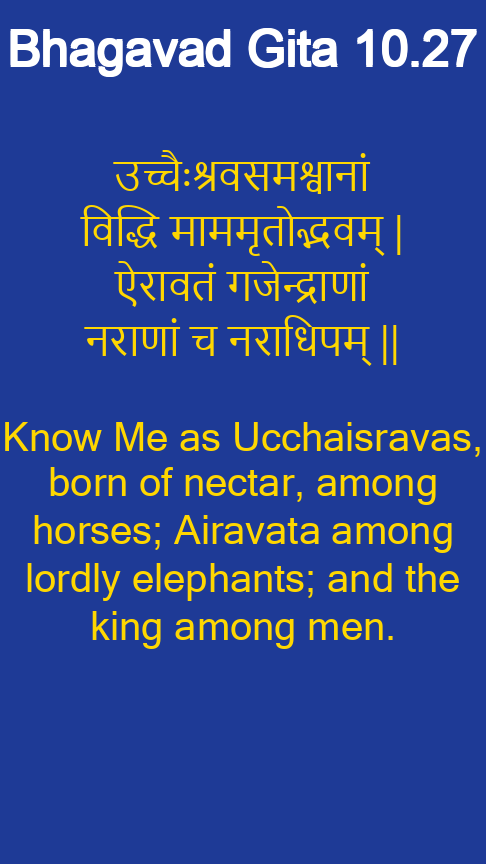 Bhagavad Gita 10.27
उच्चैःश्रवसमश्वानां
विद्धि माममृतोद्भवम् |
ऐरावतं गजेन्द्राणां
नराणां च नराधिपम् ||
Know Me as Ucchaisravas,
born of nectar, among
horses; Airavata among
lordly elephants; and the
king among men.